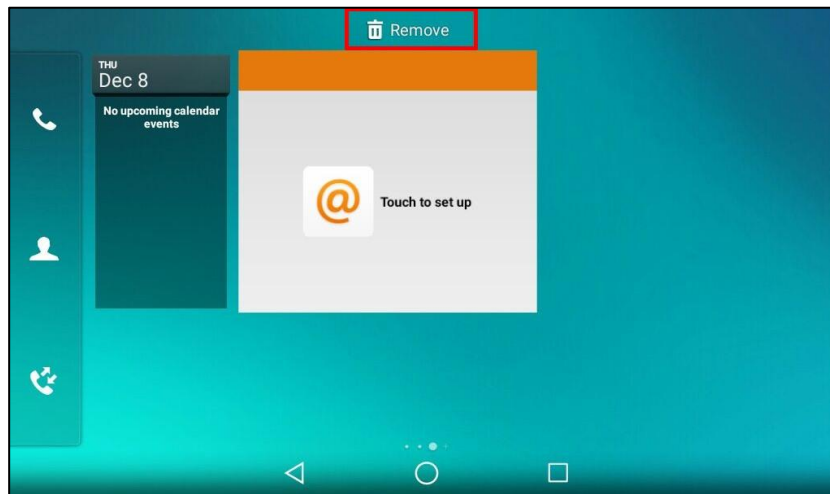 Remove
THU
Dec 8
No upcoming calendar
events
@
Touch to set up